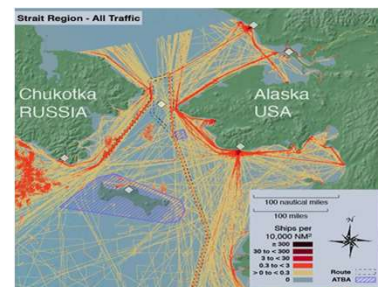 Strait Region - All Traffic
Chukotka
RUSSIA
Alaska
USA
100 nautical miles
100 miles
N
Ships per
10,000 NM²
≥ 300
30 to < 300
3 to < 30
0.3 to < 3
> 0 to < 0.3
0
Route
ATBA